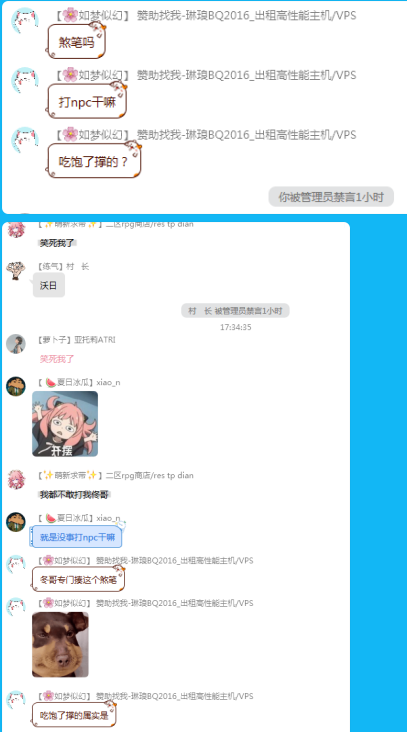 【🌸如梦似幻】 赞助找我-琳琅BQ2016_出租高性能主机/VPS
煞笔吗
【🌸如梦似幻】 赞助找我-琳琅BQ2016_出租高性能主机/VPS
打npc干嘛
【🌸如梦似幻】 赞助找我-琳琅BQ2016_出租高性能主机/VPS
吃饱了撑的？
你被管理员禁言1小时
【✨萌新求带✨】二区rpg商店/res tp dian
笑死我了
【练气】村 长
沃日
村 长 被管理员禁言1小时
17:34:35
【萝卜子】亚托莉ATRI
笑死我了
【🍉夏日冰瓜】xiao_n
开摆
【✨萌新求带✨】二区rpg商店/res tp dian
我都不敢打我佟哥
【🍉夏日冰瓜】xiao_n
就是没事打npc干嘛
【🌸如梦似幻】 赞助找我-琳琅BQ2016_出租高性能主机/VPS
冬哥专门揍这个煞笔
【🌸如梦似幻】 赞助找我-琳琅BQ2016_出租高性能主机/VPS
【🌸如梦似幻】 赞助找我-琳琅BQ2016_出租高性能主机/VPS
吃饱了撑的属实是